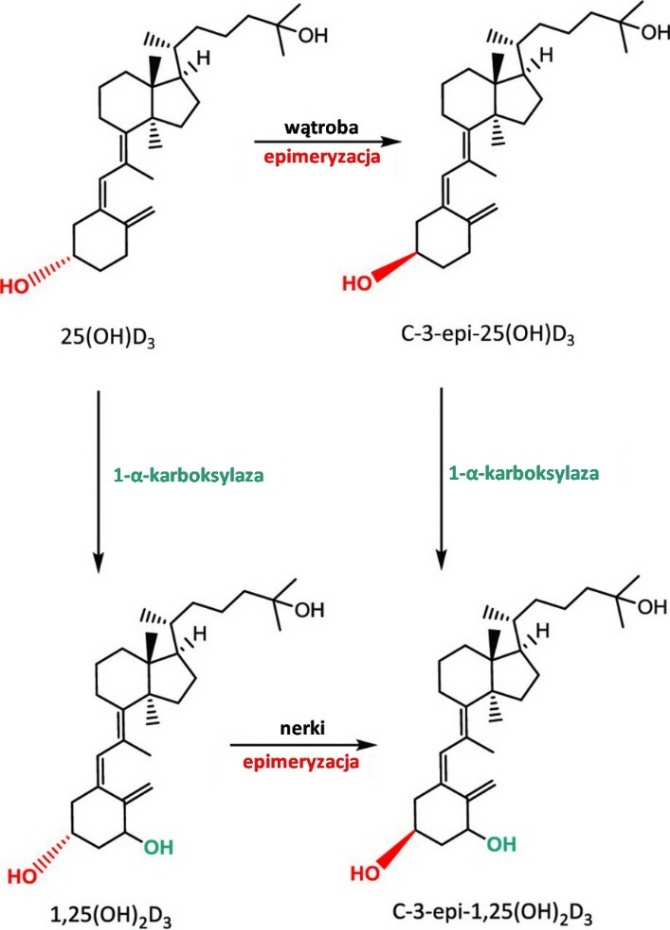 OH
OH
H
H
wątroba
epimeryzacja
HO
HO
25(OH)D₃
C-3-epi-25(OH)D₃
1-α-karboksylaza
1-α-karboksylaza
OH
OH
H
H
nerki
epimeryzacja
OH
OH
HO
HO
1,25(OH)₂D₃
C-3-epi-1,25(OH)₂D₃